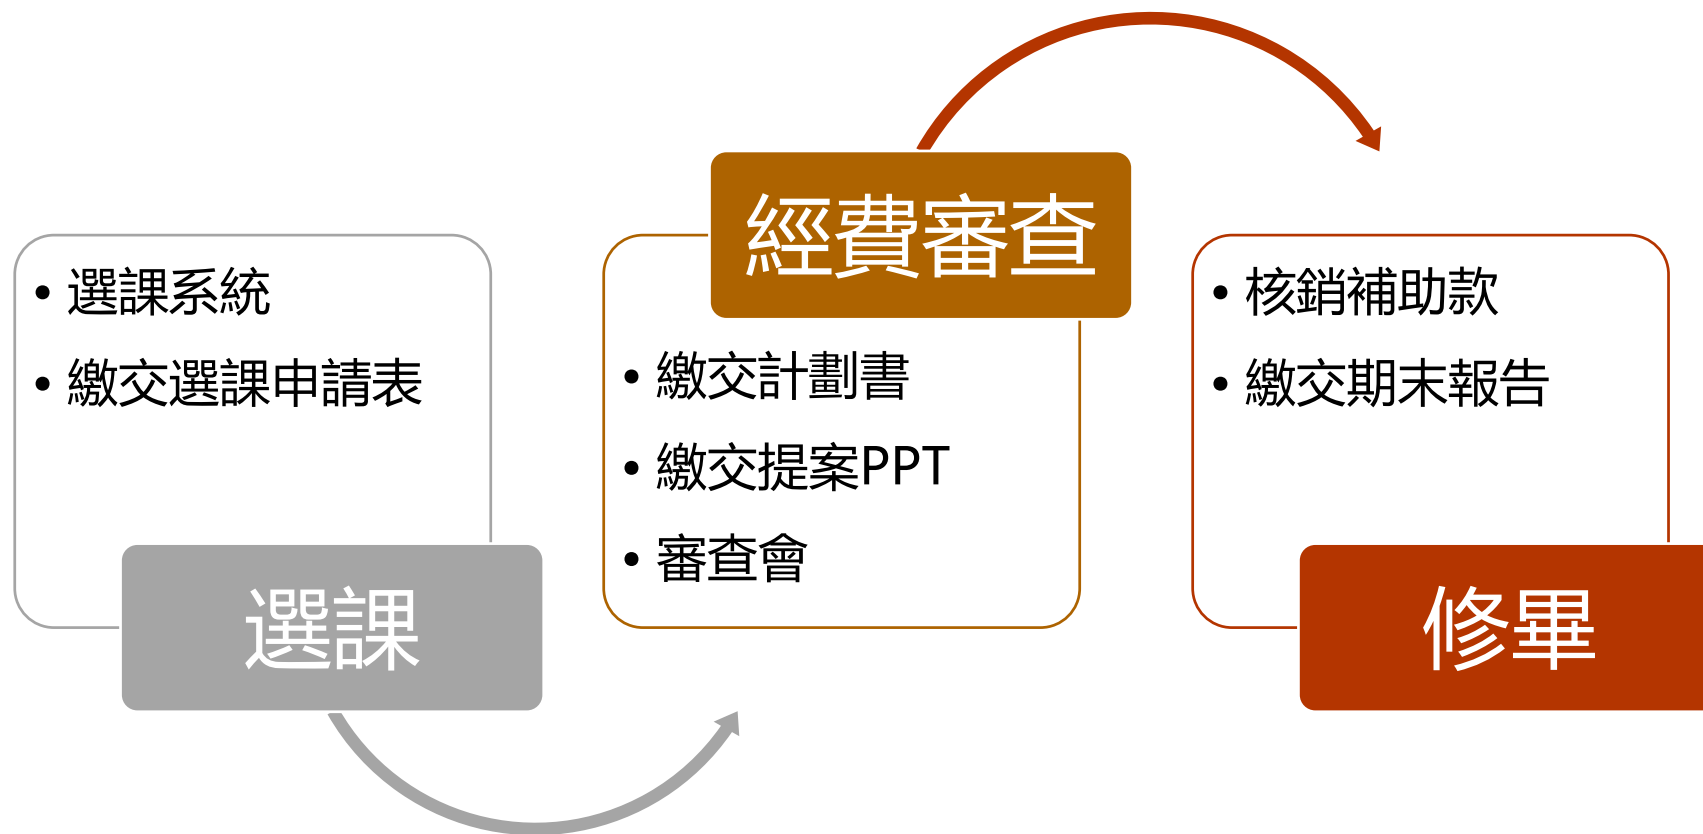 • 選課系統
• 繳交選課申請表
選課
經費審查
• 繳交計劃書
• 繳交提案PPT
• 審查會
• 核銷補助款
• 繳交期末報告
修畢